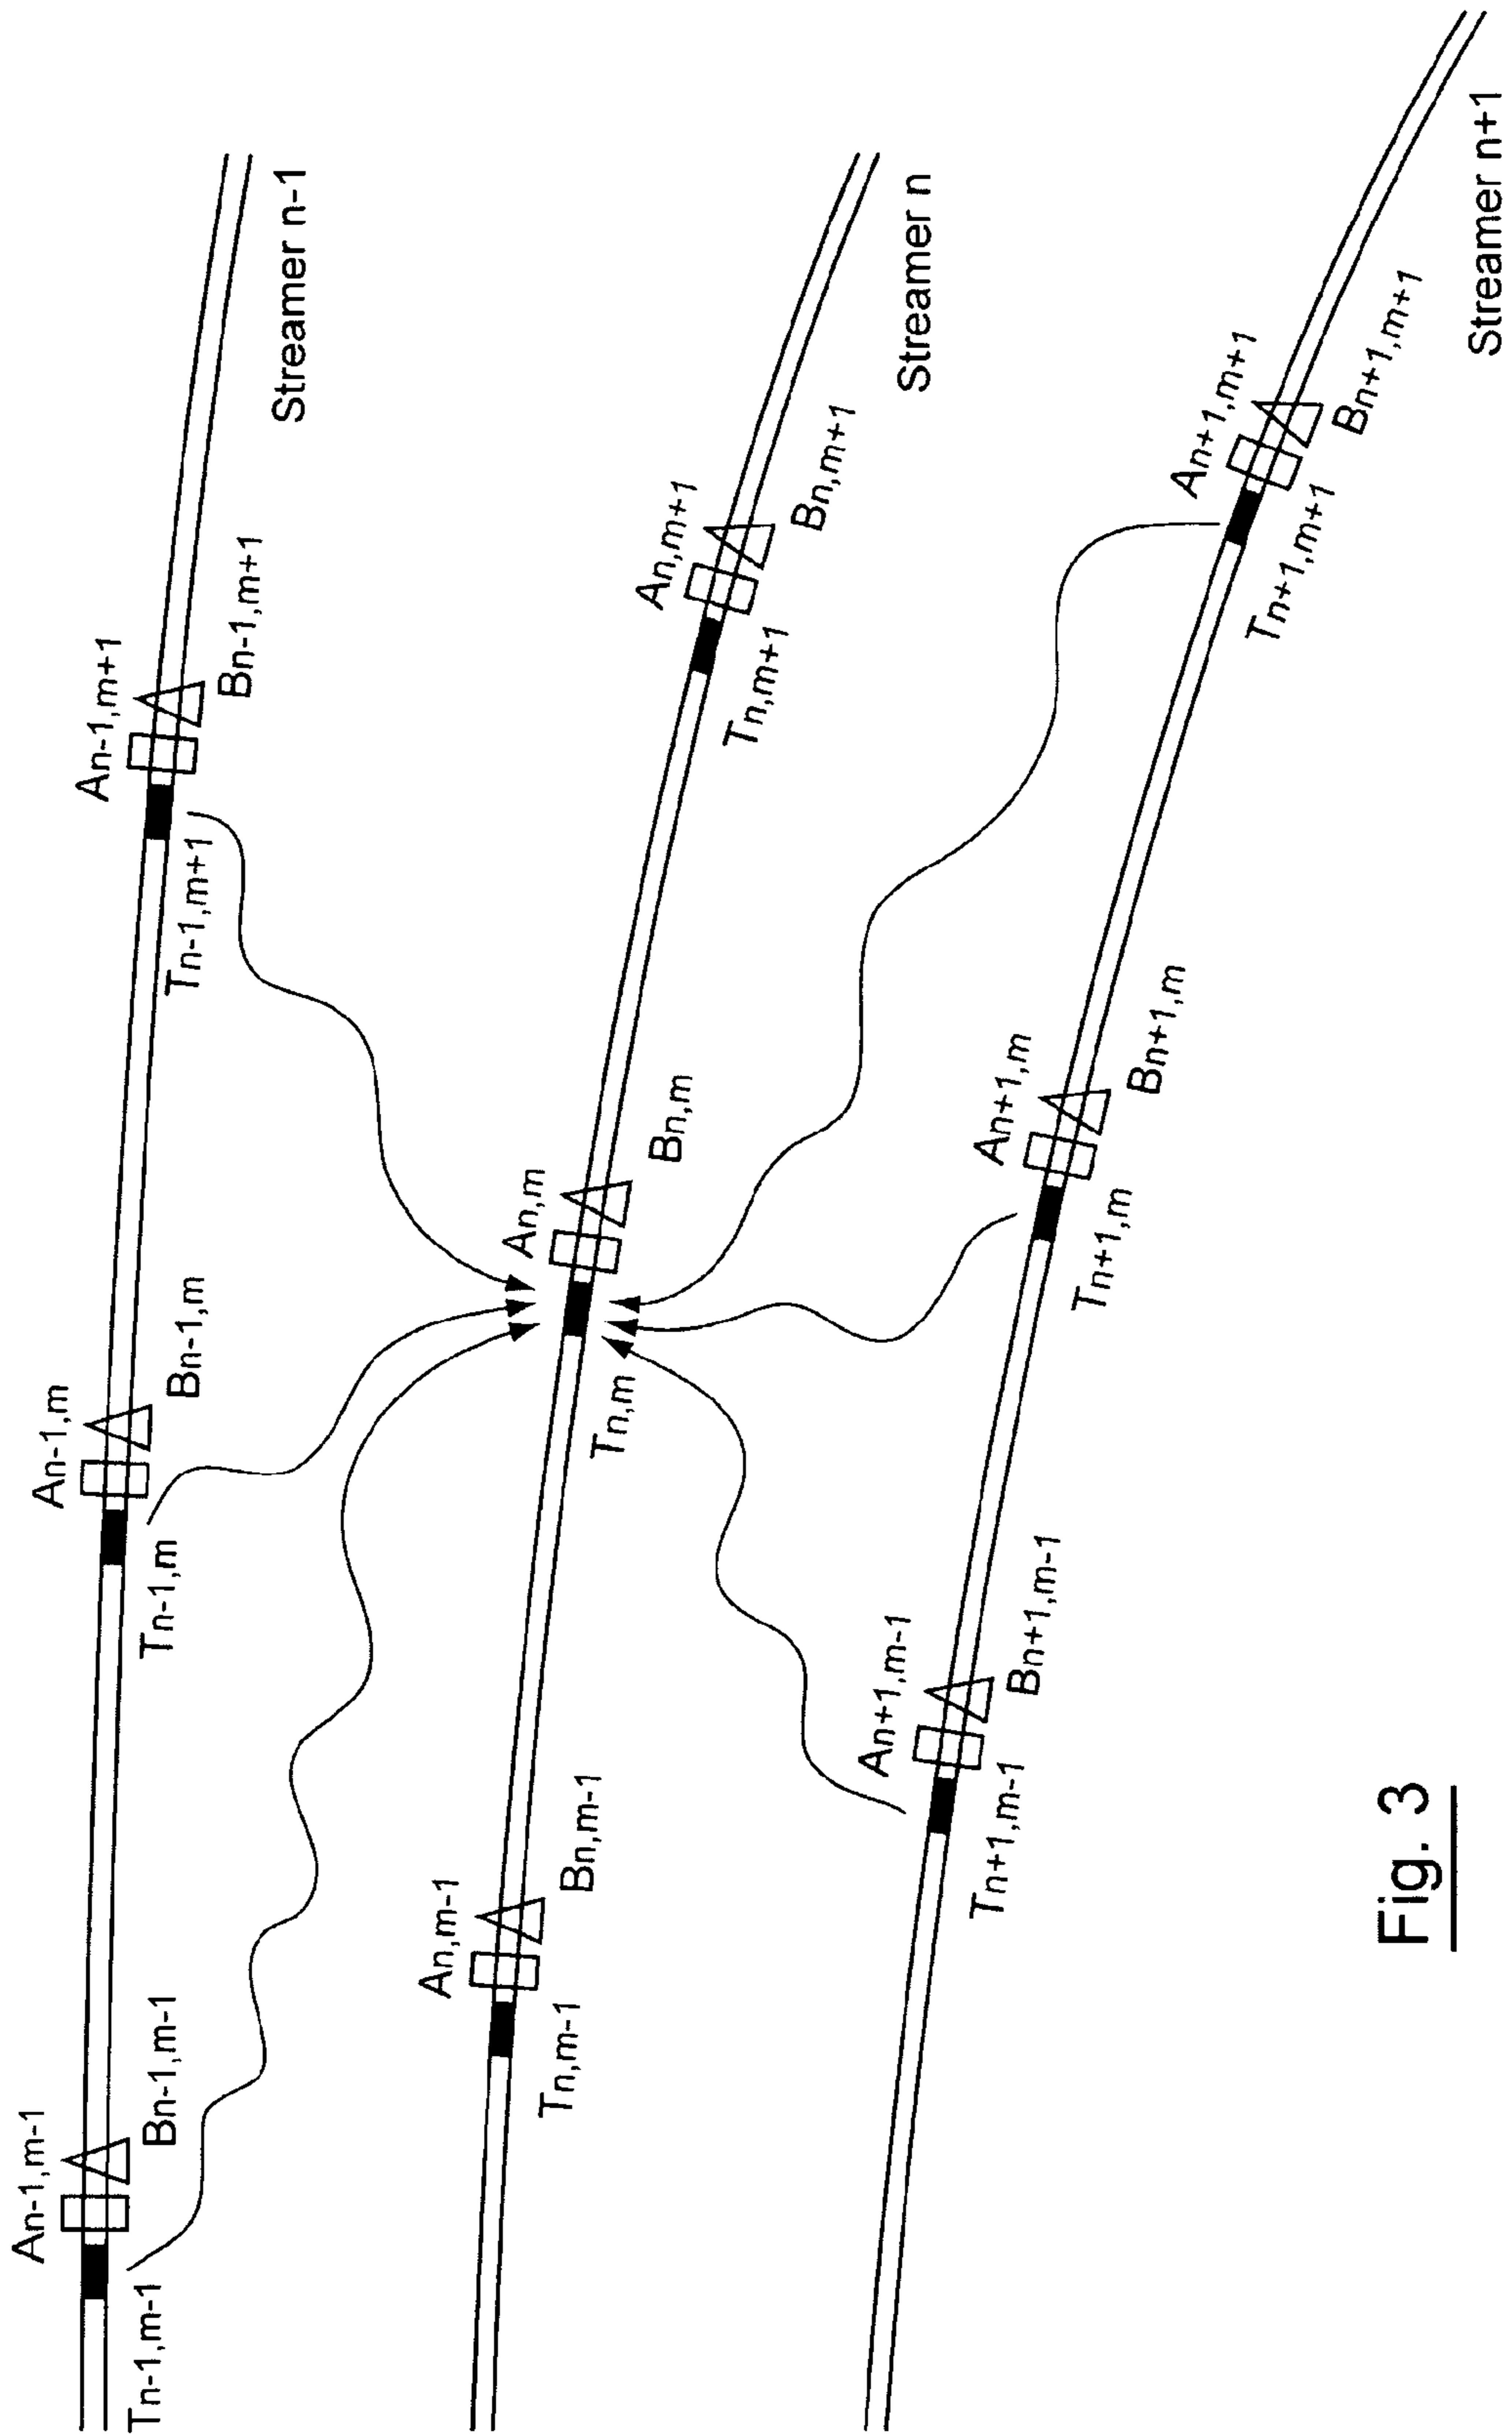 An-1,m-1
Bn-1,m-1
Tn-1,m-1
An-1,m
Bn-1,m
Tn-1,m
An-1,m+1
Bn-1,m+1
Tn-1,m+1
Streamer n-1
An,m-1
Bn,m-1
Tn,m-1
An,m
Bn,m
Tn,m
An,m+1
Bn,m+1
Tn,m+1
Streamer n
An+1,m-1
Bn+1,m-1
Tn+1,m-1
An+1,m
Bn+1,m
Tn+1,m
An+1,m+1
Bn+1,m+1
Tn+1,m+1
Streamer n+1
Fig. 3